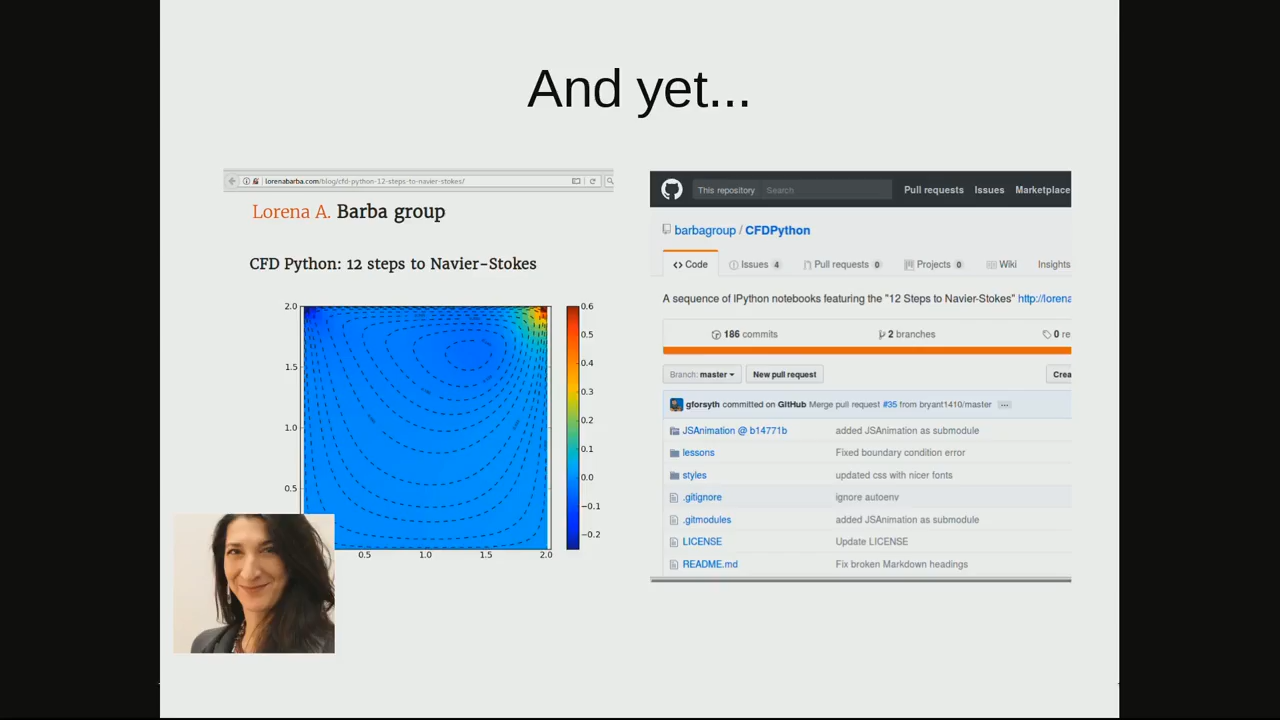 And yet...
lorenabarba.com/blog/cfd-python-12-steps-to-navier-stokes/
Lorena A. Barba group
CFD Python: 12 steps to Navier-Stokes
2.0
1.5
1.0
0.5
0.5 1.0 1.5 2.0
0.6
0.5
0.4
0.3
0.2
0.1
0.0
−0.1
−0.2
This repository Search Pull requests Issues Marketplace
barbagroup / CFDPython
Code Issues 4 Pull requests 0 Projects 0 Wiki Insights
A sequence of IPython notebooks featuring the "12 Steps to Navier-Stokes" http://lorena
186 commits 2 branches 0 re
Branch: master New pull request Crea
gforsyth committed on GitHub Merge pull request #35 from bryant1410/master ...
JSAnimation @ b14771b added JSAnimation as submodule
lessons Fixed boundary condition error
styles updated css with nicer fonts
.gitignore ignore autoenv
.gitmodules added JSAnimation as submodule
LICENSE Update LICENSE
README.md Fix broken Markdown headings